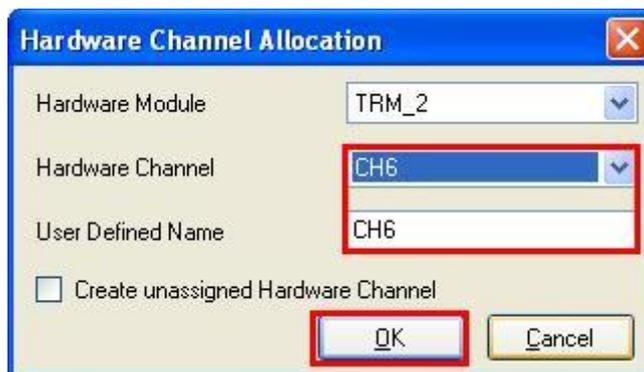 Hardware Channel Allocation
Hardware Module TRM_2
Hardware Channel CH6
User Defined Name CH6
Create unassigned Hardware Channel
OK Cancel